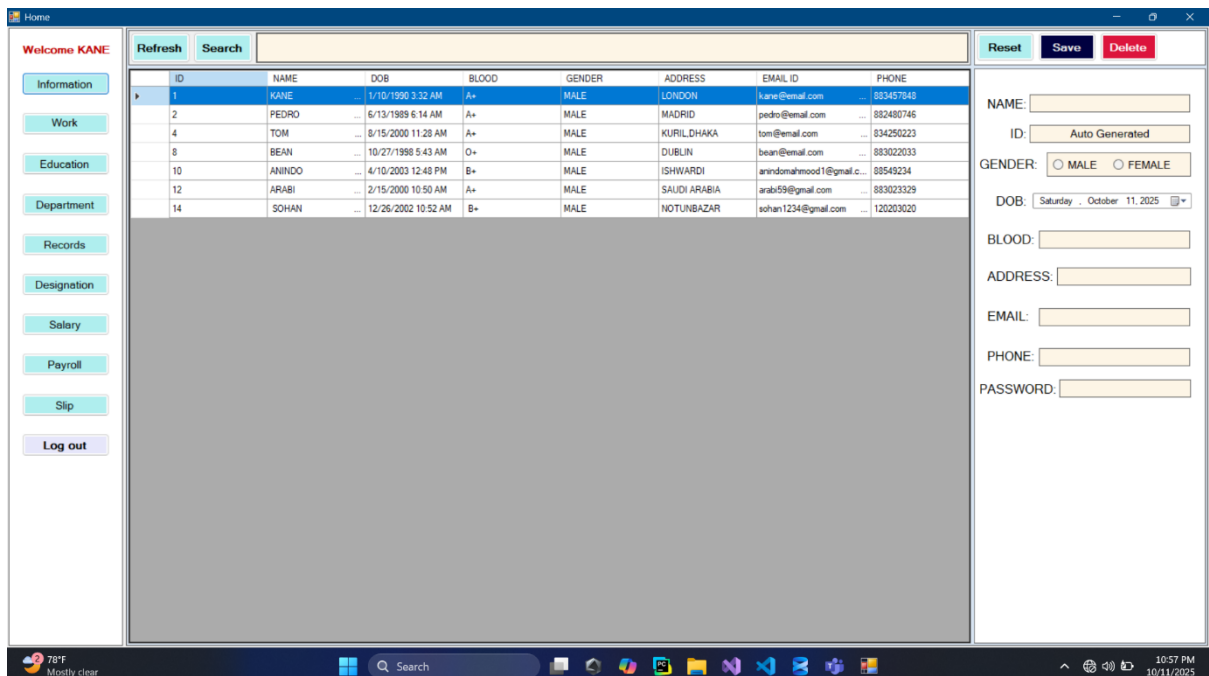 Home
Welcome KANE
Refresh Search
Reset Save Delete
Information
Work
Education
Department
Records
Designation
Salary
Payroll
Slip
Log out
ID NAME DOB BLOOD GENDER ADDRESS EMAIL ID PHONE
1 KANE ... 1/10/1990 3:32 AM A+ MALE LONDON kane@email.com ... 883457848
2 PEDRO ... 6/13/1989 6:14 AM A+ MALE MADRID pedro@email.com ... 882480746
4 TOM ... 8/15/2000 11:28 AM A+ MALE KURIL,DHAKA tom@email.com ... 834250223
8 BEAN ... 10/27/1998 5:43 AM O+ MALE DUBLIN bean@email.com ... 883022033
10 ANINDO ... 4/10/2003 12:48 PM B+ MALE ISHWARDI anindomahmood1@gmail.c... 88549234
12 ARABI ... 2/15/2000 10:50 AM A+ MALE SAUDI ARABIA arabi59@gmail.com ... 883023329
14 SOHAN ... 12/26/2002 10:52 AM B+ MALE NOTUNBAZAR sohan1234@gmail.com ... 120203020
NAME:
ID: Auto Generated
GENDER: MALE FEMALE
DOB: Saturday , October 11, 2025
BLOOD:
ADDRESS:
EMAIL:
PHONE:
PASSWORD:
2
78°F
Mostly clear
Search
PC
10:57 PM
10/11/2025